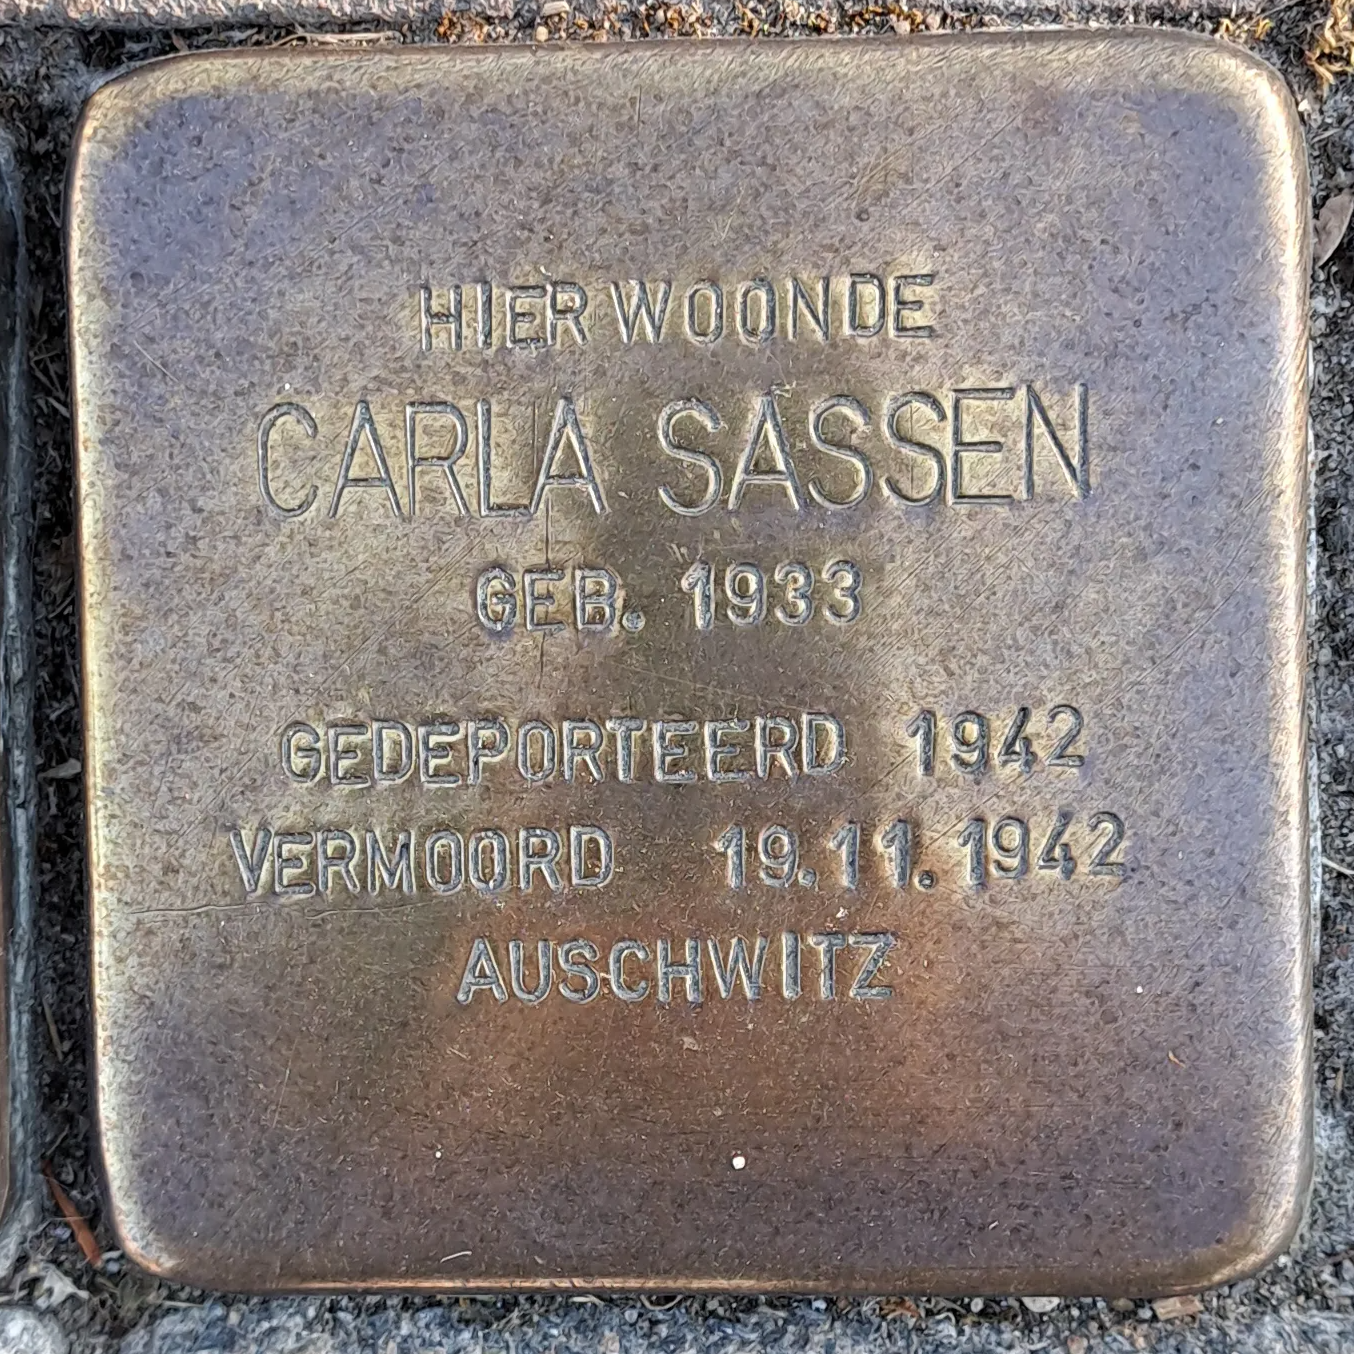 HIER WOONDE
CARLA SASSEN
GEB. 1933
GEDEPORTEERD 1942
VERMOORD 19.11.1942
AUSCHWITZ